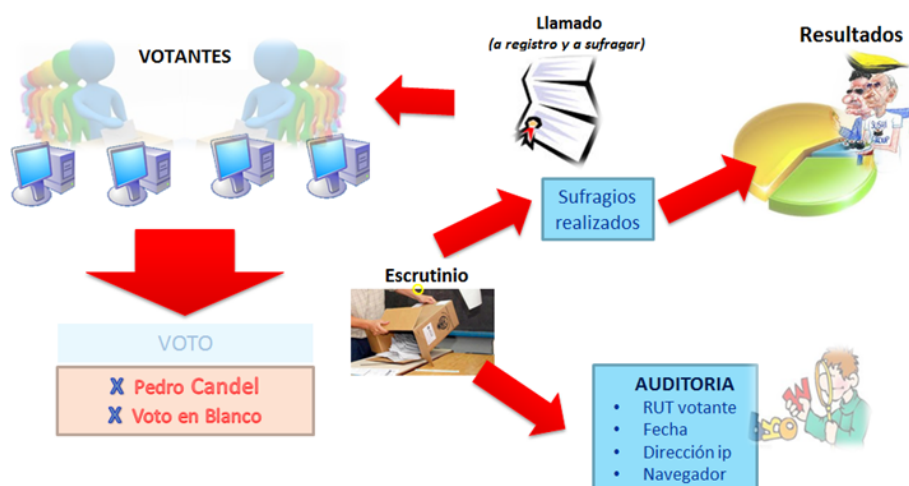 Llamado
(a registro y a sufragar)
VOTANTES
Resultados
Sufragios
realizados
Escrutinio
VOTO
X Pedro Candel
X Voto en Blanco
AUDITORIA
• RUT votante
• Fecha
• Dirección ip
• Navegador